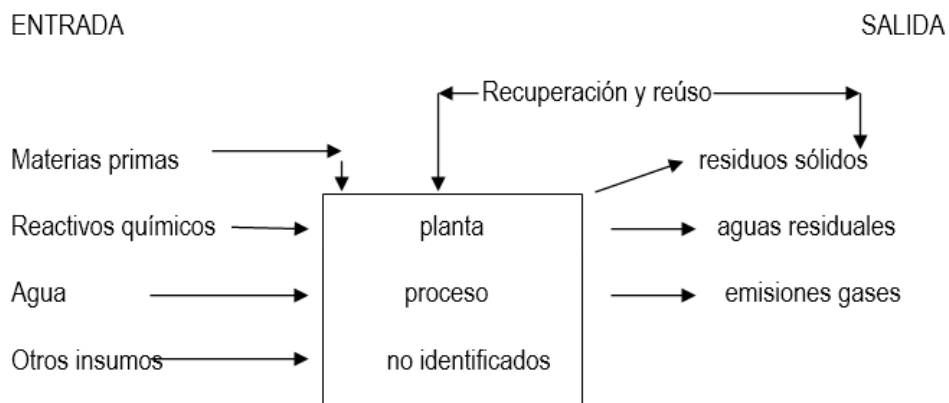 ENTRADA SALIDA
Recuperación y reúso
Materias primas residuos sólidos
Reactivos químicos planta aguas residuales
Agua proceso emisiones gases
Otros insumos no identificados